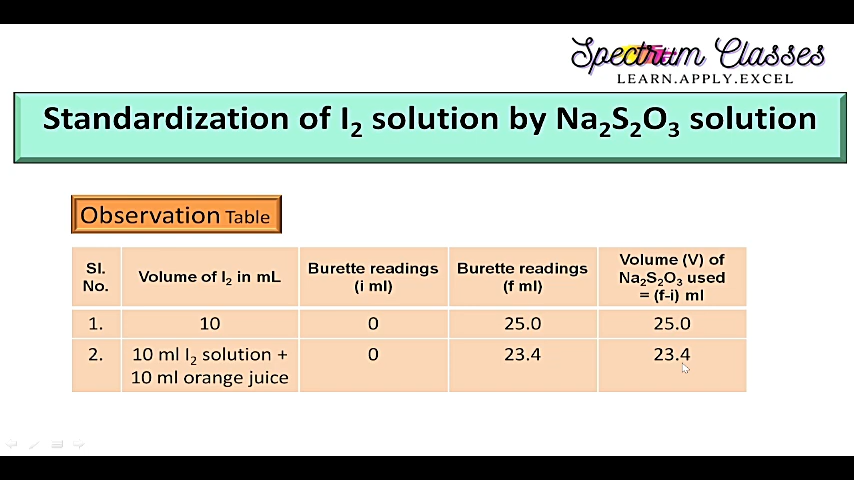 Spectrum Classes
LEARN.APPLY.EXCEL
Standardization of I₂ solution by Na₂S₂O₃ solution
Observation Table
Sl. No. Volume of I₂ in mL Burette readings (i ml) Burette readings (f ml) Volume (V) of Na₂S₂O₃ used = (f-i) ml
1. 10 0 25.0 25.0
2. 10 ml I₂ solution + 10 ml orange juice 0 23.4 23.4